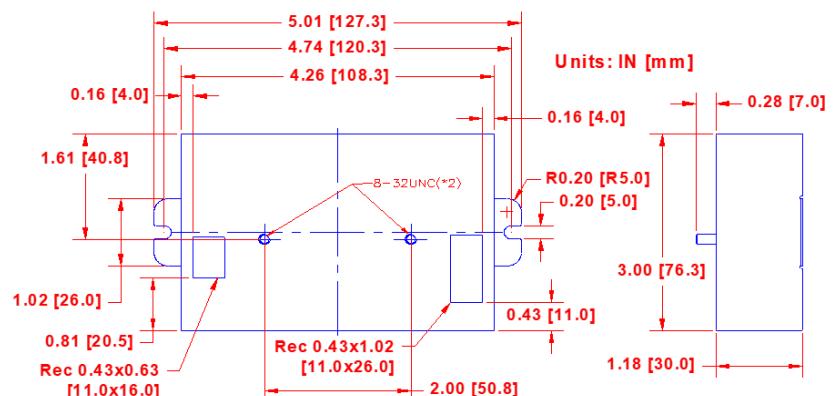 5.01 [127.3]
4.74 [120.3]
Units: IN [mm]
4.26 [108.3]
0.16 [4.0]
0.28 [7.0]
0.16 [4.0]
1.61 [40.8]
8-32UNC(*2)
R0.20 [R5.0]
0.20 [5.0]
3.00 [76.3]
1.02 [26.0]
0.43 [11.0]
0.81 [20.5]
Rec 0.43x1.02
[11.0x26.0]
Rec 0.43x0.63
[11.0x16.0]
2.00 [50.8]
1.18 [30.0]